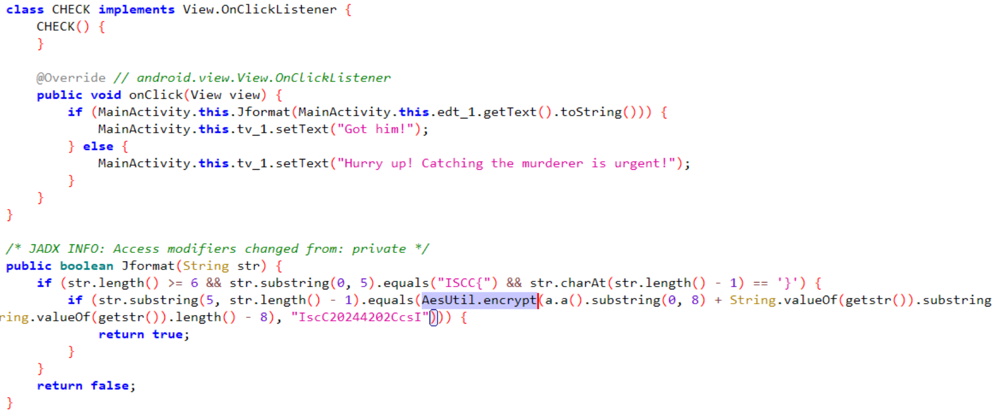 class CHECK implements View.OnClickListener {
    CHECK() {
    }

    @Override // android.view.View.OnClickListener
    public void onClick(View view) {
        if (MainActivity.this.Jformat(MainActivity.this.edt_1.getText().toString())) {
            MainActivity.this.tv_1.setText("Got him!");
        } else {
            MainActivity.this.tv_1.setText("Hurry up! Catching the murderer is urgent!");
        }
    }
}

/* JADX INFO: Access modifiers changed from: private */
public boolean Jformat(String str) {
    if (str.length() >= 6 && str.substring(0, 5).equals("ISCC{") && str.charAt(str.length() - 1) == '}') {
        if (str.substring(5, str.length() - 1).equals(AesUtil.encrypt(a.a().substring(0, 8) + String.valueOf(getstr()).substring
ring.valueOf(getstr()).length() - 8), "IscC20244202CcsI"))) {
            return true;
        }
    }
    return false;
}